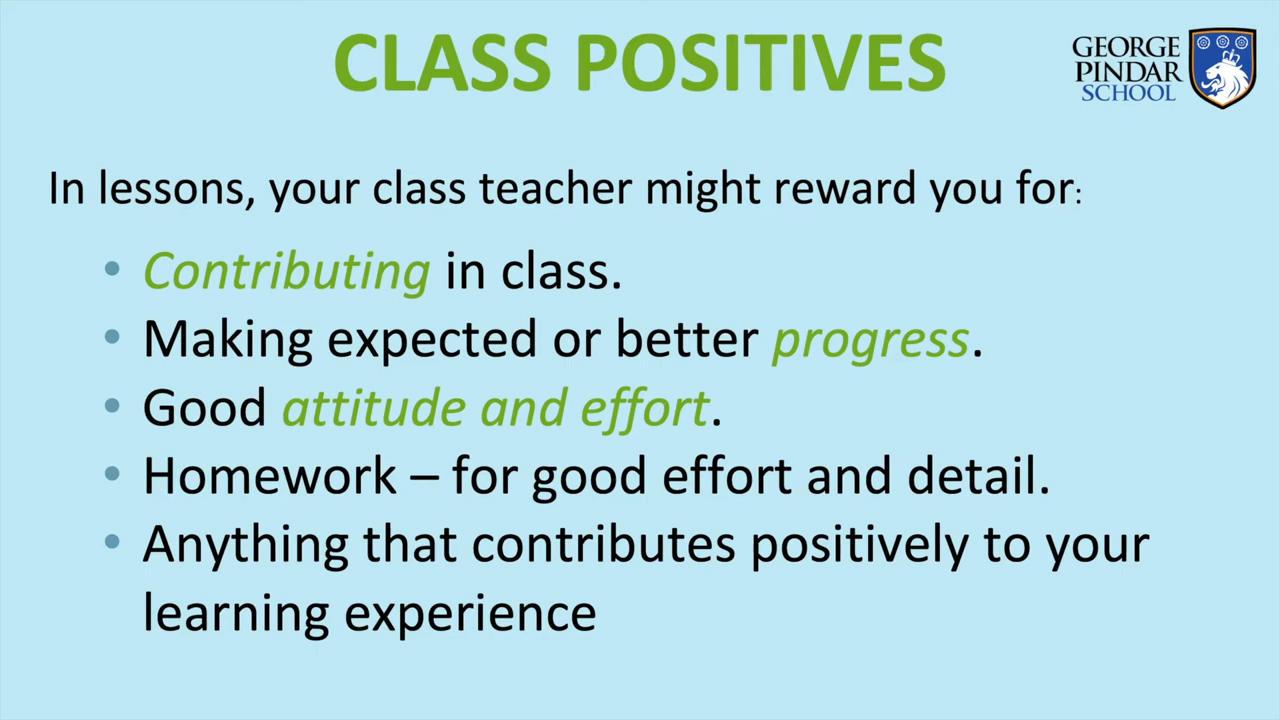 CLASS POSITIVES
GEORGE
PINDAR
SCHOOL
In lessons, your class teacher might reward you for:
• Contributing in class.
• Making expected or better progress.
• Good attitude and effort.
• Homework – for good effort and detail.
• Anything that contributes positively to your
learning experience